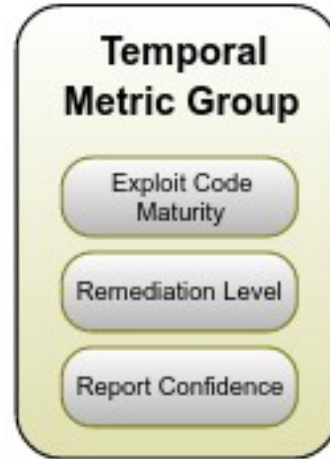 Temporal
Metric Group
Exploit Code
Maturity
Remediation Level
Report Confidence